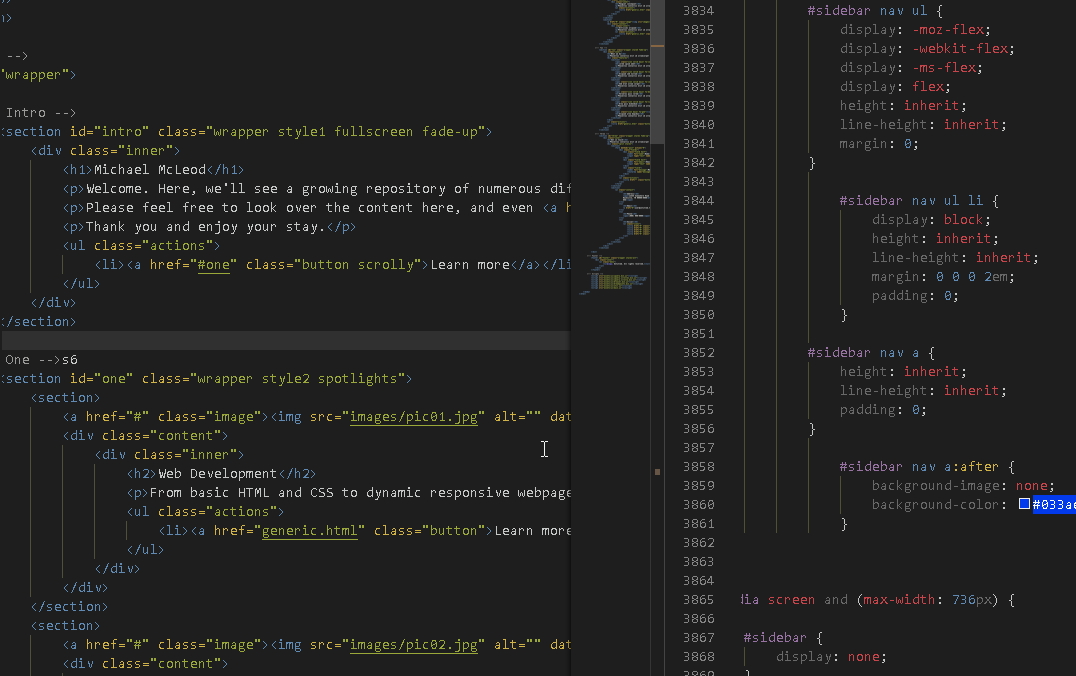 -->
"wrapper">
Intro -->
<section id="intro" class="wrapper style1 fullscreen fade-up">
<div class="inner">
<h1>Michael McLeod</h1>
<p>Welcome. Here, we'll see a growing repository of numerous dif
<p>Please feel free to look over the content here, and even <a h
<p>Thank you and enjoy your stay.</p>
<ul class="actions">
<li><a href="#one" class="button scrolly">Learn more</a></li
</ul>
</div>
</section>
One -->s6
<section id="one" class="wrapper style2 spotlights">
<section>
<a href="#" class="image"><img src="images/pic01.jpg" alt="" dat
<div class="content">
<div class="inner">
<h2>Web Development</h2>
<p>From basic HTML and CSS to dynamic responsive webpage
<ul class="actions">
<li><a href="generic.html" class="button">Learn more
</ul>
</div>
</div>
</section>
<section>
<a href="#" class="image"><img src="images/pic02.jpg" alt="" dat
<div class="content">
3834 #sidebar nav ul {
3835 display: -moz-flex;
3836 display: -webkit-flex;
3837 display: -ms-flex;
3838 display: flex;
3839 height: inherit;
3840 line-height: inherit;
3841 margin: 0;
3842 }
3843
3844 #sidebar nav ul li {
3845 display: block;
3846 height: inherit;
3847 line-height: inherit;
3848 margin: 0 0 0 2em;
3849 padding: 0;
3850 }
3851
3852 #sidebar nav a {
3853 height: inherit;
3854 line-height: inherit;
3855 padding: 0;
3856 }
3857
3858 #sidebar nav a:after {
3859 background-image: none;
3860 background-color: #033ae
3861 }
3862
3863
3864
3865 dia screen and (max-width: 736px) {
3866
3867 #sidebar {
3868 display: none;
3869 }